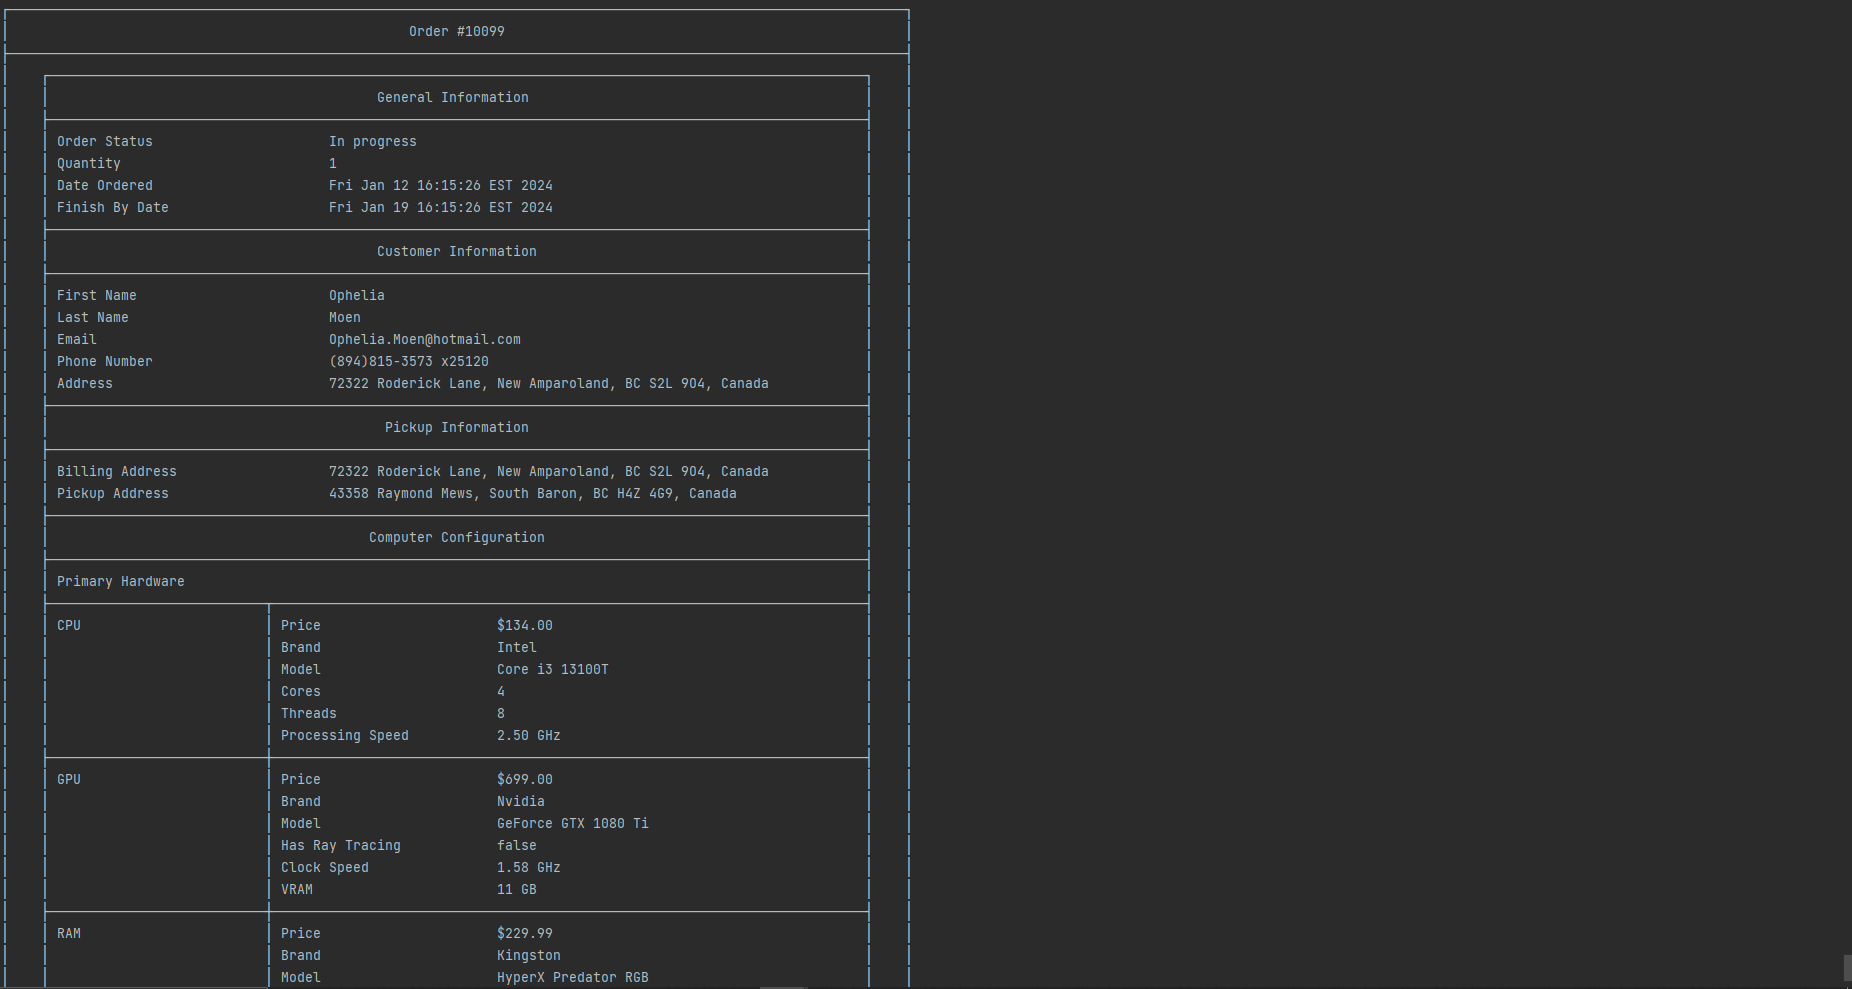 Order #10099
General Information
Order Status In progress
Quantity 1
Date Ordered Fri Jan 12 16:15:26 EST 2024
Finish By Date Fri Jan 19 16:15:26 EST 2024
Customer Information
First Name Ophelia
Last Name Moen
Email Ophelia.Moen@hotmail.com
Phone Number (894)815-3573 x25120
Address 72322 Roderick Lane, New Amparoland, BC S2L 9O4, Canada
Pickup Information
Billing Address 72322 Roderick Lane, New Amparoland, BC S2L 9O4, Canada
Pickup Address 43358 Raymond Mews, South Baron, BC H4Z 4G9, Canada
Computer Configuration
Primary Hardware
CPU Price $134.00
Brand Intel
Model Core i3 13100T
Cores 4
Threads 8
Processing Speed 2.50 GHz
GPU Price $699.00
Brand Nvidia
Model GeForce GTX 1080 Ti
Has Ray Tracing false
Clock Speed 1.58 GHz
VRAM 11 GB
RAM Price $229.99
Brand Kingston
Model HyperX Predator RGB